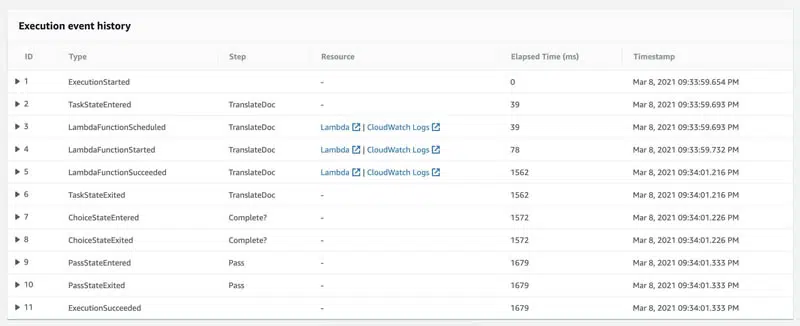 Execution event history
ID Type Step Resource Elapsed Time (ms) Timestamp
1 ExecutionStarted - 0 Mar 8, 2021 09:33:59.654 PM
2 TaskStateEntered TranslateDoc - 39 Mar 8, 2021 09:33:59.693 PM
3 LambdaFunctionScheduled TranslateDoc Lambda | CloudWatch Logs 39 Mar 8, 2021 09:33:59.693 PM
4 LambdaFunctionStarted TranslateDoc Lambda | CloudWatch Logs 78 Mar 8, 2021 09:33:59.732 PM
5 LambdaFunctionSucceeded TranslateDoc Lambda | CloudWatch Logs 1562 Mar 8, 2021 09:34:01.216 PM
6 TaskStateExited TranslateDoc - 1562 Mar 8, 2021 09:34:01.216 PM
7 ChoiceStateEntered Complete? - 1572 Mar 8, 2021 09:34:01.226 PM
8 ChoiceStateExited Complete? - 1572 Mar 8, 2021 09:34:01.226 PM
9 PassStateEntered Pass - 1679 Mar 8, 2021 09:34:01.333 PM
10 PassStateExited Pass - 1679 Mar 8, 2021 09:34:01.333 PM
11 ExecutionSucceeded - 1679 Mar 8, 2021 09:34:01.333 PM